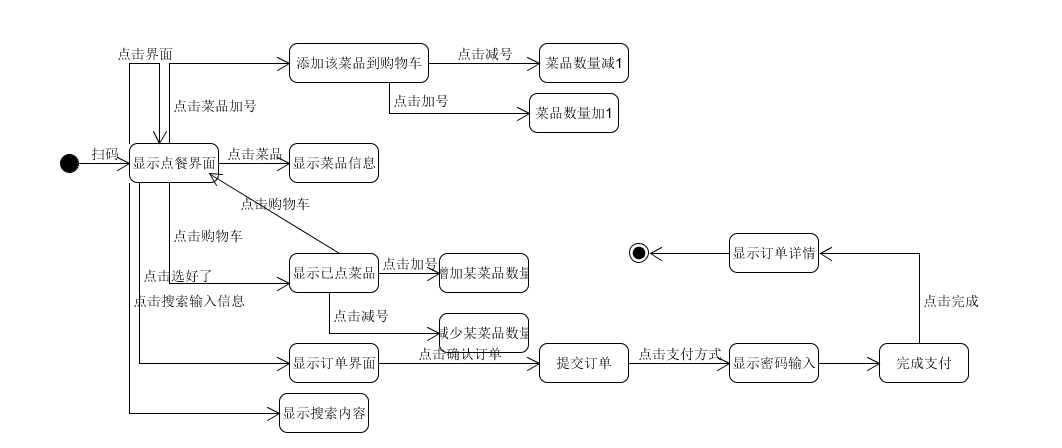 点击界面
点击减号
添加该菜品到购物车
菜品数量减1
点击加号
点击菜品加号
菜品数量加1
扫码
点击菜品
显示点餐界面
显示菜品信息
点击购物车
点击购物车
显示订单详情
点击加号
显示已点菜品
增加某菜品数量
点击选好了
点击搜索输入信息
点击完成
点击减号
减少某菜品数量
点击确认订单
点击支付方式
显示订单界面
提交订单
显示密码输入
完成支付
显示搜索内容